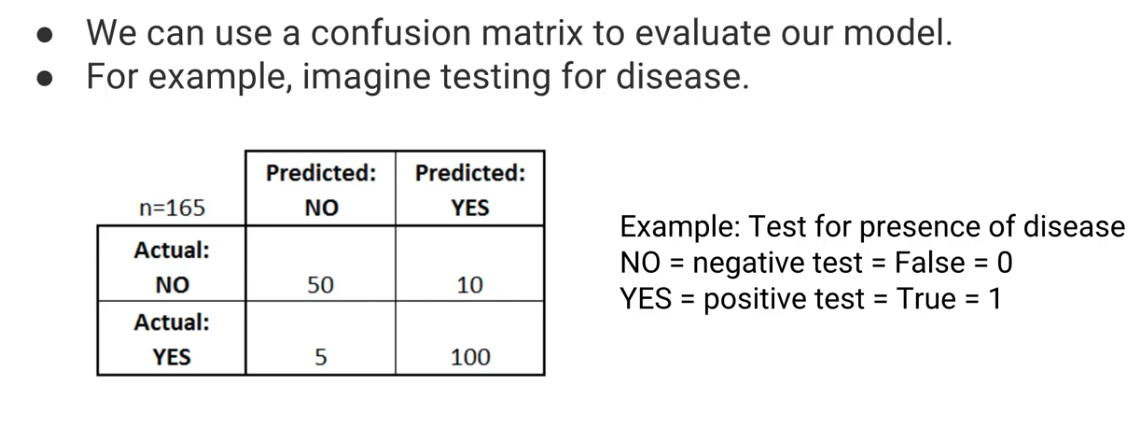 ● We can use a confusion matrix to evaluate our model.
● For example, imagine testing for disease.
n=165 Predicted: NO Predicted: YES
Actual: NO 50 10
Actual: YES 5 100
Example: Test for presence of disease
NO = negative test = False = 0
YES = positive test = True = 1